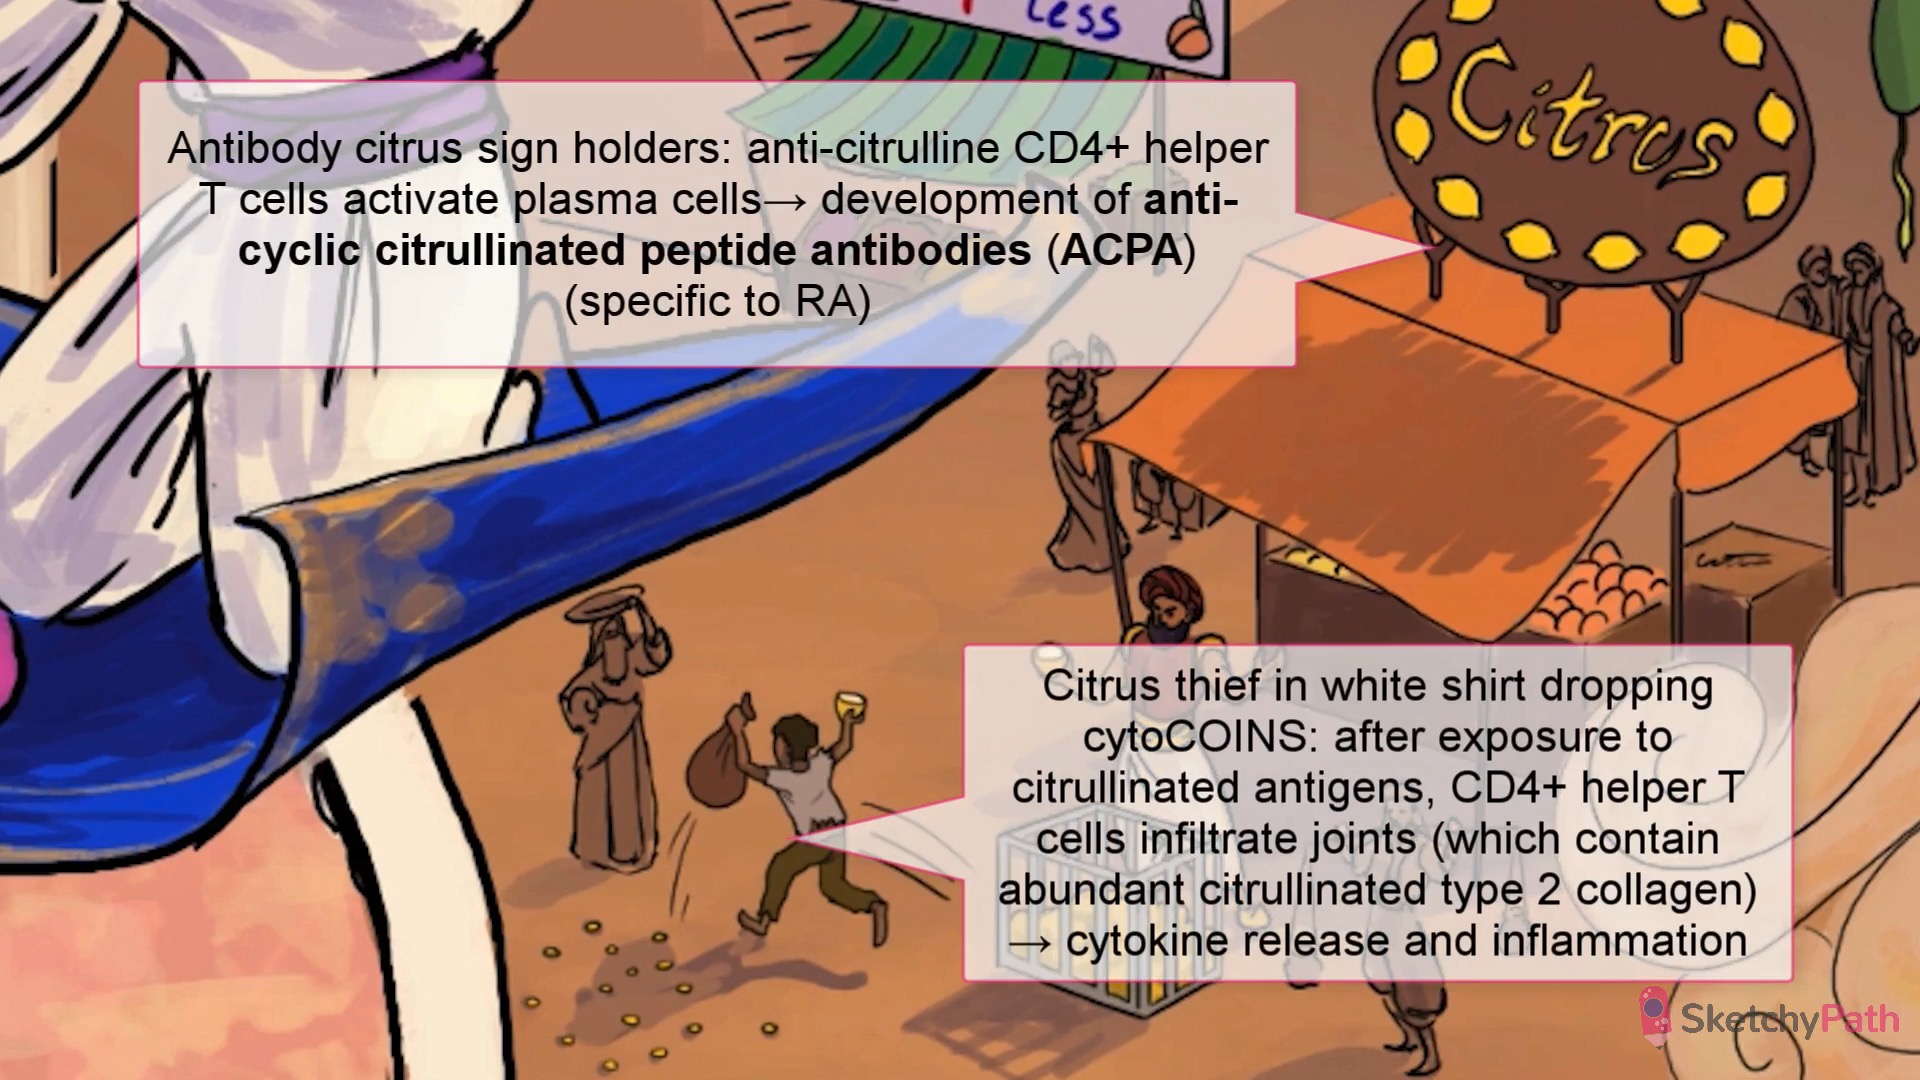 Less
Citrus
Antibody citrus sign holders: anti-citrulline CD4+ helper
T cells activate plasma cells→ development of anti-
cyclic citrullinated peptide antibodies (ACPA)
(specific to RA)
Citrus thief in white shirt dropping
cytoCOINS: after exposure to
citrullinated antigens, CD4+ helper T
cells infiltrate joints (which contain
abundant citrullinated type 2 collagen)
→ cytokine release and inflammation
SketchyPath